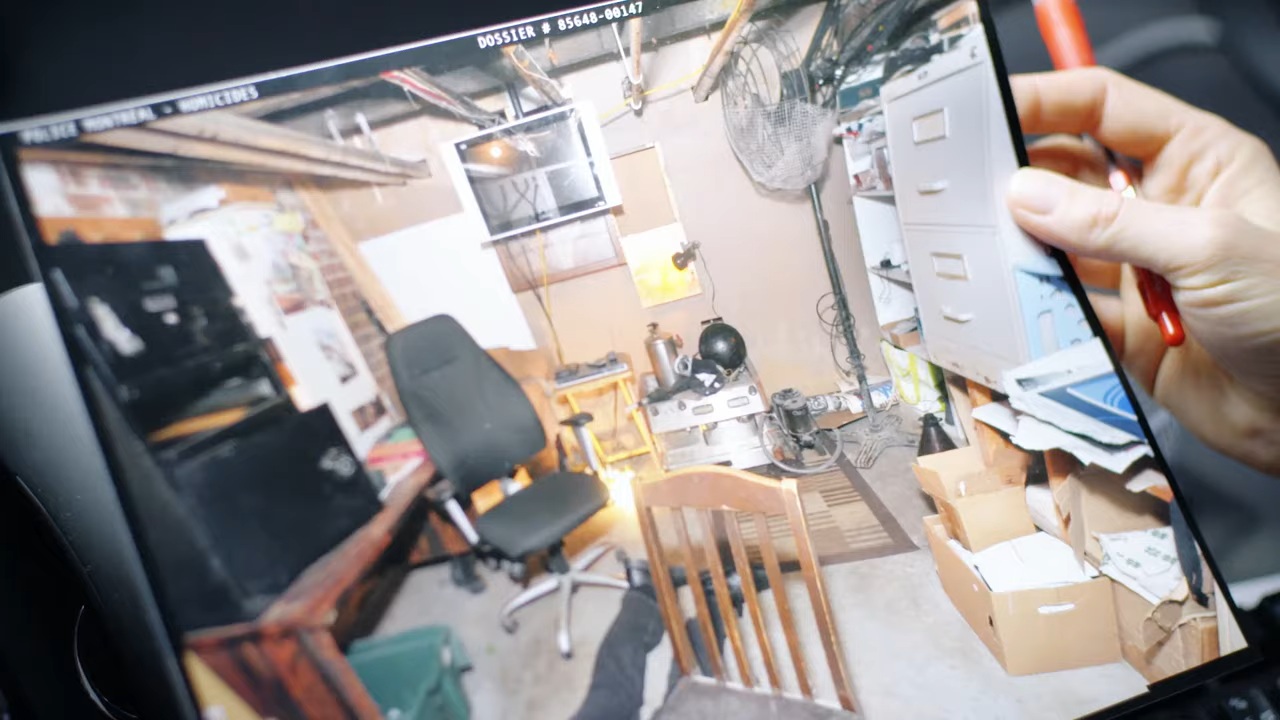 DOSSIER # 85648-00147
POLICE MONTREAL - HOMICIDES